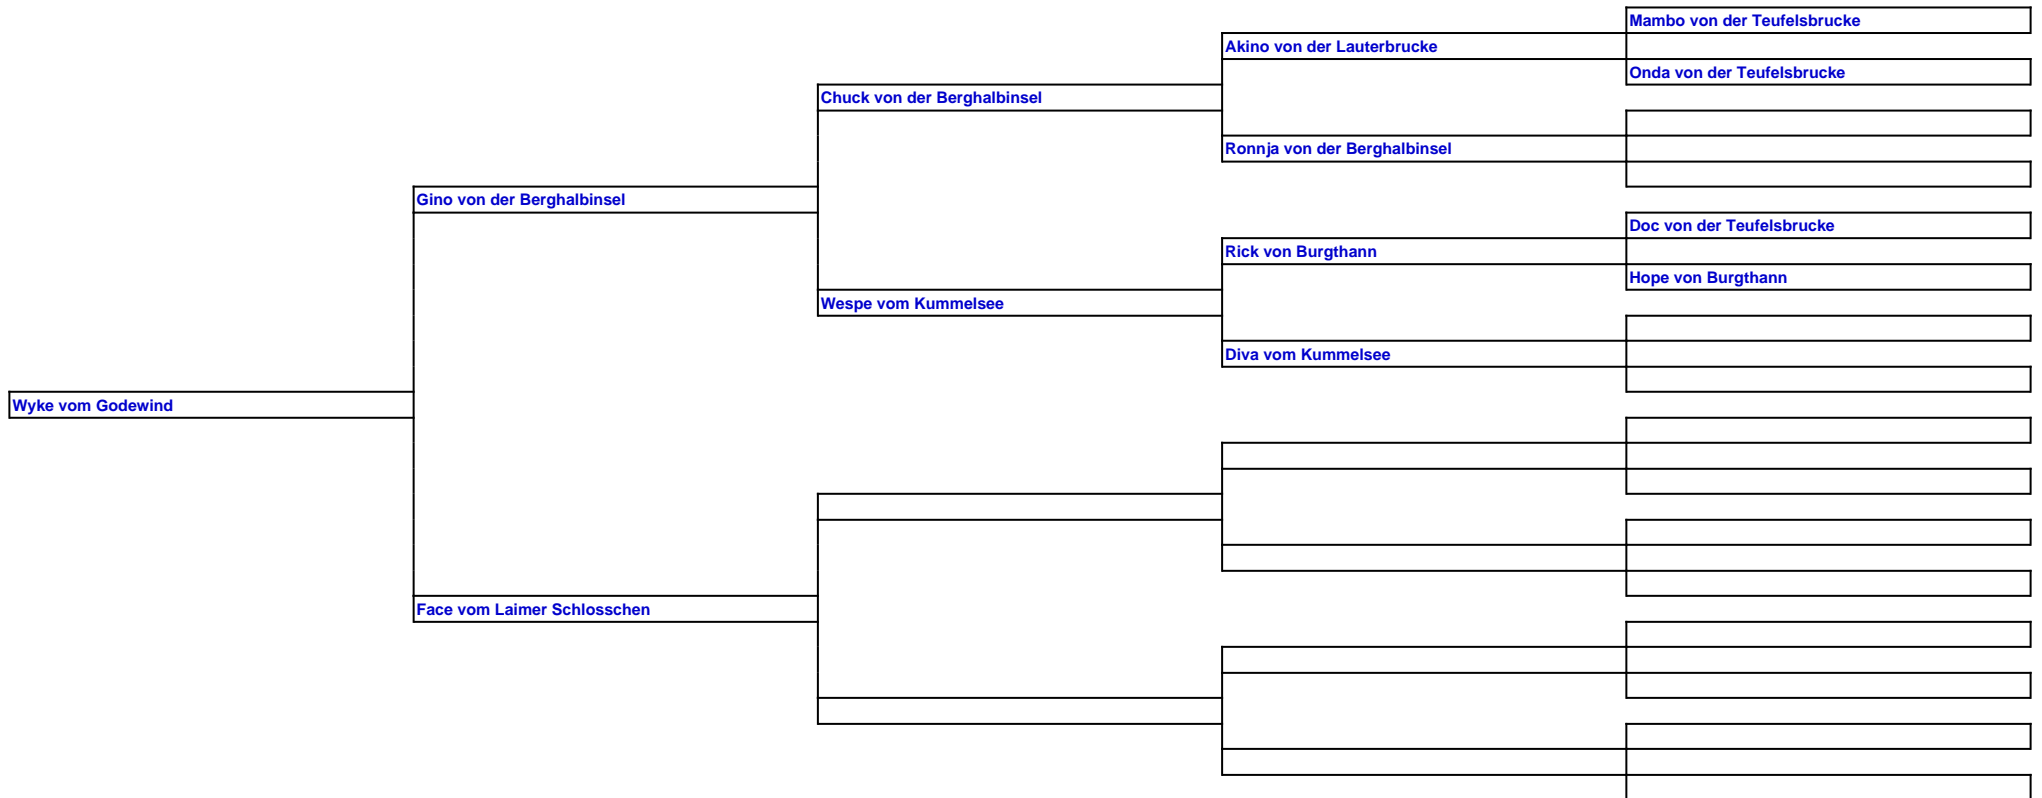 Mambo von der Teufelsbrucke
Akino von der Lauterbrucke
Onda von der Teufelsbrucke
Chuck von der Berghalbinsel
Ronnja von der Berghalbinsel
Gino von der Berghalbinsel
Doc von der Teufelsbrucke
Rick von Burgthann
Hope von Burgthann
Wespe vom Kummelsee
Diva vom Kummelsee
Wyke vom Godewind
Face vom Laimer Schlosschen